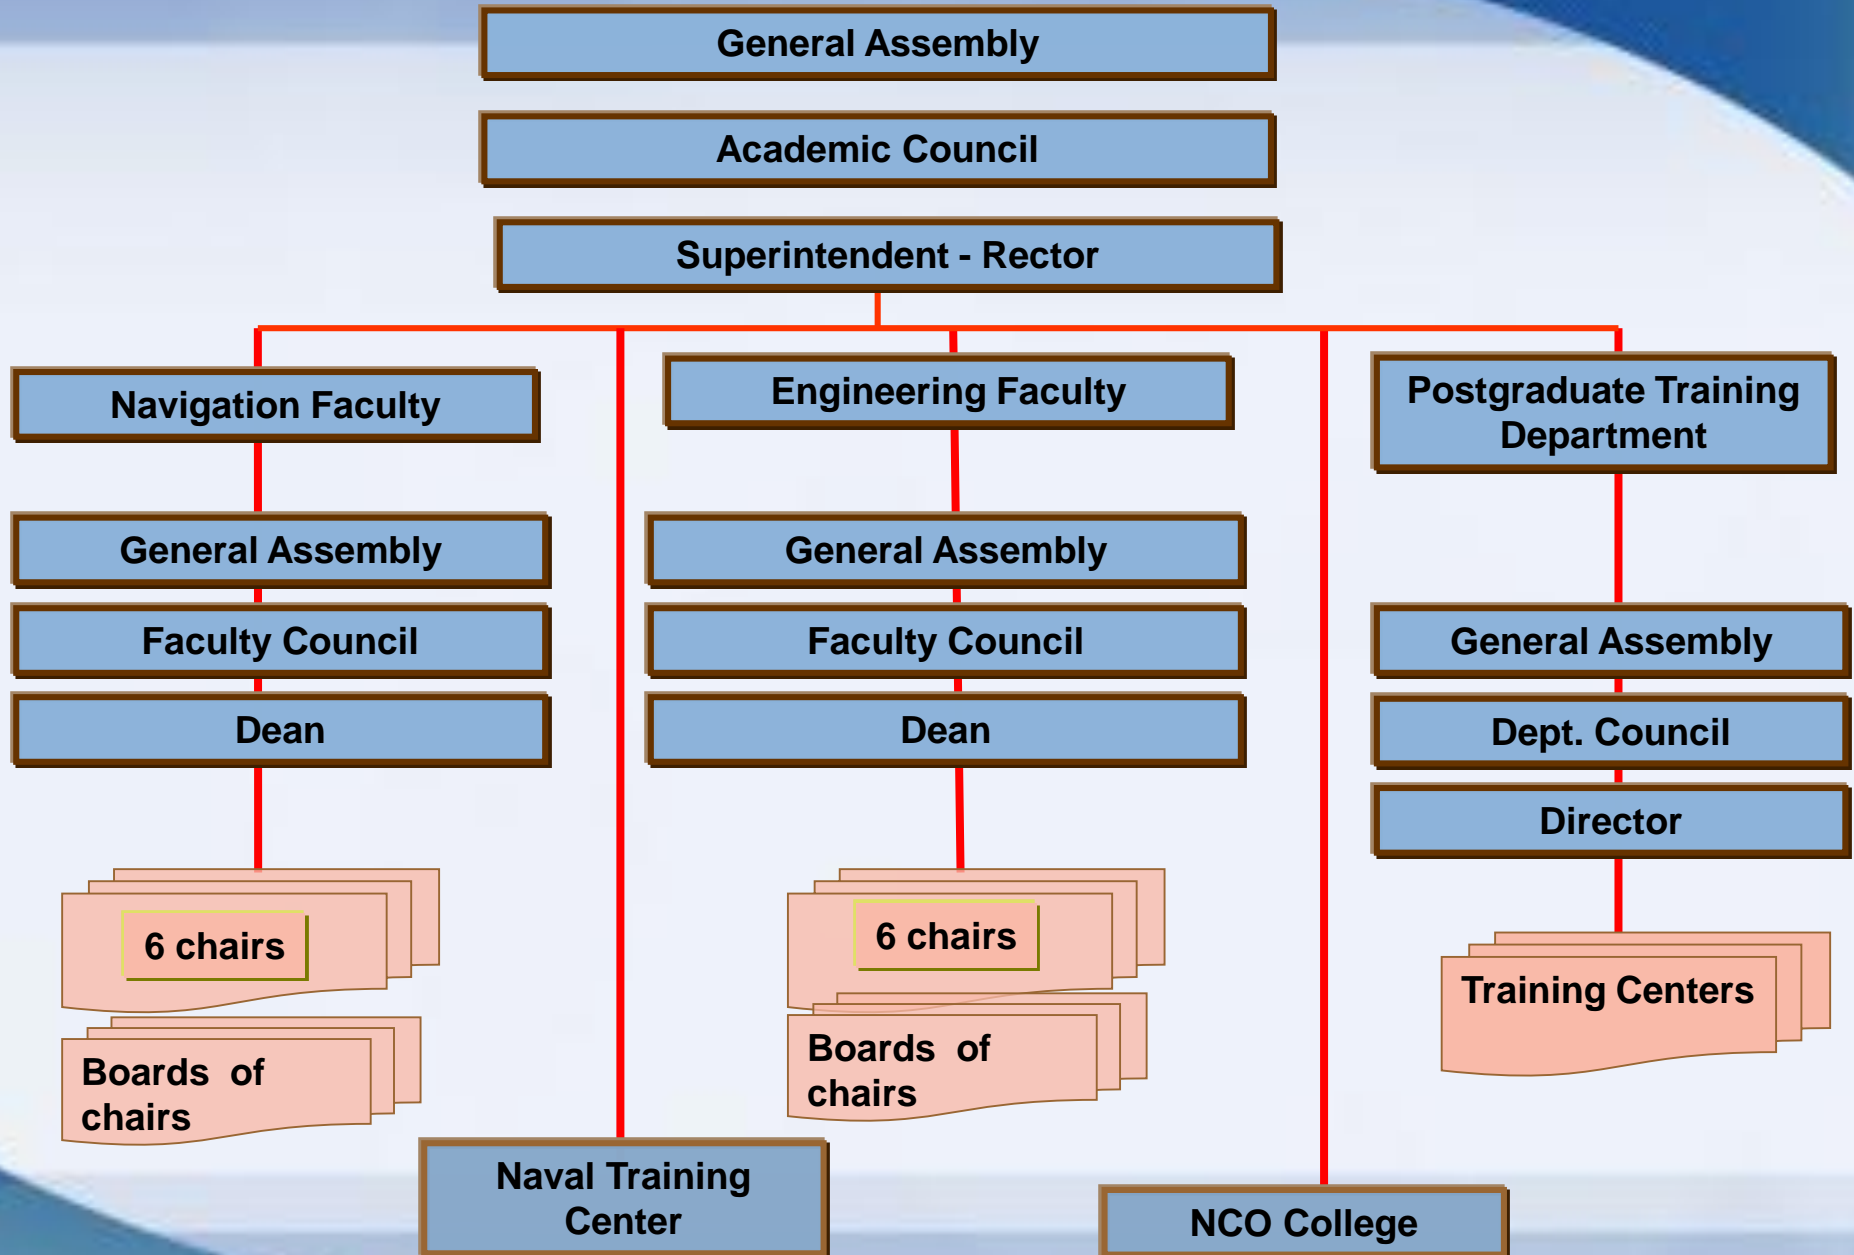 General Assembly
Academic Council
Superintendent - Rector
Navigation Faculty
General Assembly
Faculty Council
Dean
6 chairs
Boards of
chairs
Naval Training
Center
Engineering Faculty
General Assembly
Faculty Council
Dean
6 chairs
Boards of
chairs
NCO College
Postgraduate Training
Department
General Assembly
Dept. Council
Director
Training Centers